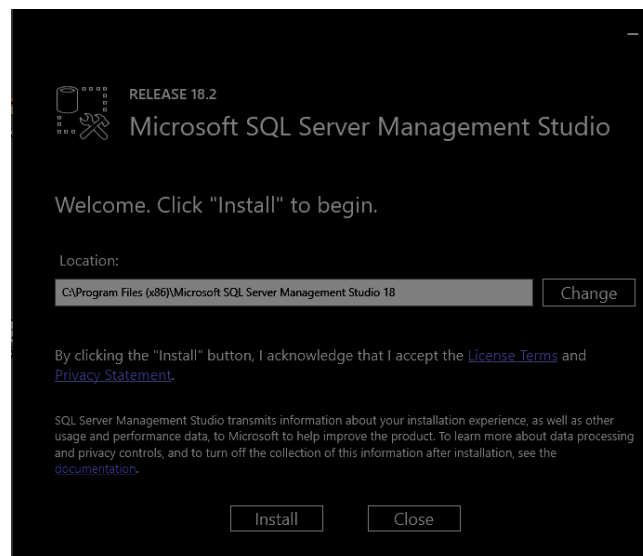 RELEASE 18.2
Microsoft SQL Server Management Studio
Welcome. Click "Install" to begin.
Location:
C:\Program Files (x86)\Microsoft SQL Server Management Studio 18
Change
By clicking the "Install" button, I acknowledge that I accept the License Terms and
Privacy Statement.
SQL Server Management Studio transmits information about your installation experience, as well as other
usage and performance data, to Microsoft to help improve the product. To learn more about data processing
and privacy controls, and to turn off the collection of this information after installation, see the
documentation.
Install
Close